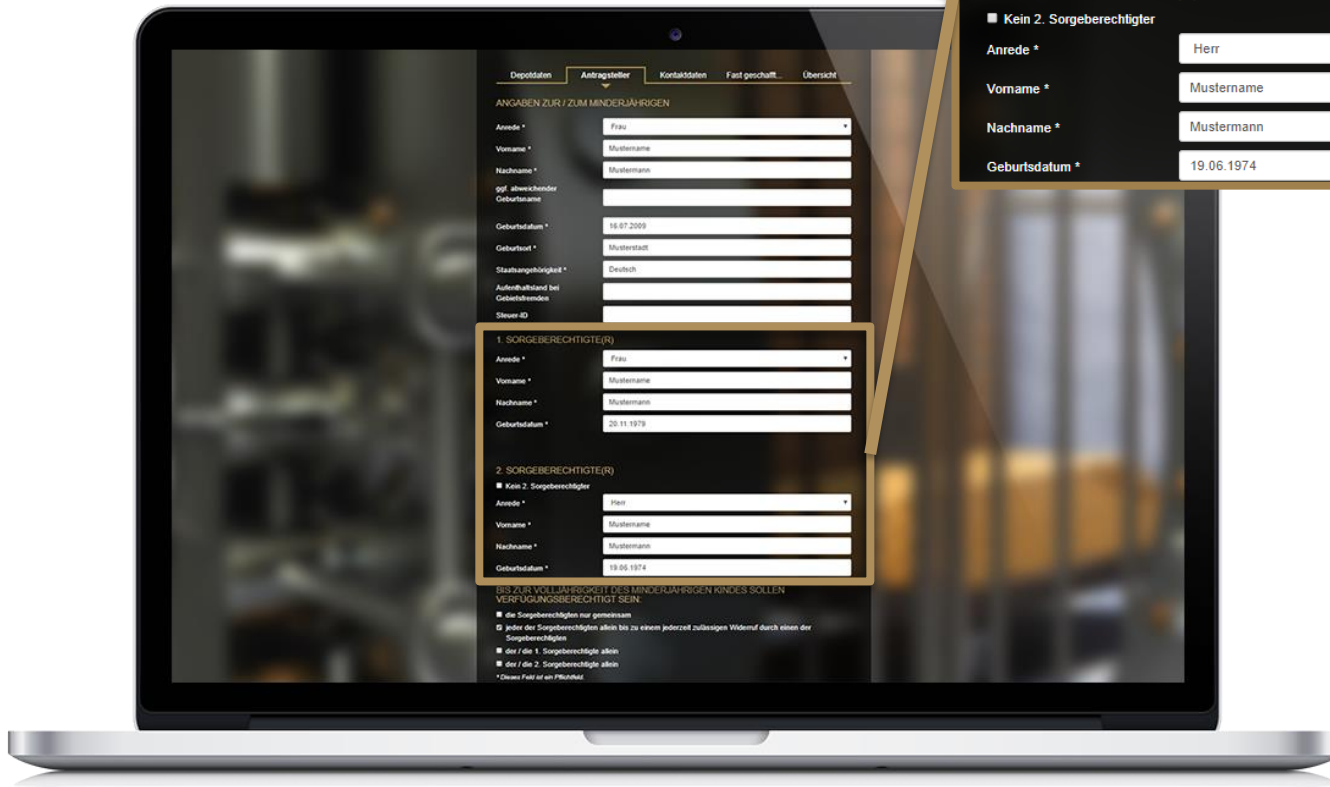 Kein 2. Sorgeberechtigter
Anrede * Herr
Vorname * Mustername
Nachname * Mustermann
Geburtsdatum * 19.06.1974
Depotdaten Antragsteller Kontaktdaten Fast geschafft... Übersicht
ANGABEN ZUR / ZUM MINDERJÄHRIGEN
Anrede * Frau
Vorname * Mustername
Nachname * Mustermann
ggf. abweichender
Geburtsname
Geburtsdatum * 16.07.2009
Geburtsort * Musterstadt
Staatsangehörigkeit * Deutsch
Aufenthaltsland bei
Gebietsfremden
Steuer-ID
1. SORGEBERECHTIGTE(R)
Anrede * Frau
Vorname * Mustername
Nachname * Mustermann
Geburtsdatum * 20.11.1979
2. SORGEBERECHTIGTE(R)
Kein 2. Sorgeberechtigter
Anrede * Herr
Vorname * Mustername
Nachname * Mustermann
Geburtsdatum * 19.06.1974
BIS ZUR VOLLJÄHRIGKEIT DES MINDERJÄHRIGEN KINDES SOLLEN
VERFÜGUNGSBERECHTIGT SEIN:
die Sorgeberechtigten nur gemeinsam
jeder der Sorgeberechtigten allein bis zu einem jederzeit zulässigen Widerruf durch einen der
Sorgeberechtigten
der / die 1. Sorgeberechtigte allein
der / die 2. Sorgeberechtigte allein
* Dieses Feld ist ein Pflichtfeld.